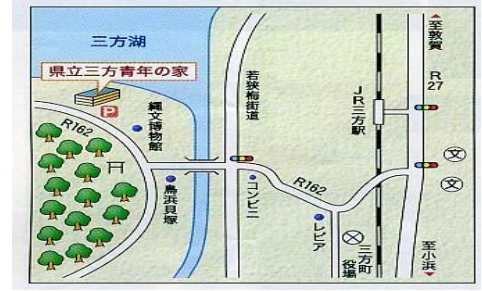 三方湖
県立三方青年の家
P
R162
縄文博物館
鳥浜貝塚
若狭梅街道
コンビニ
R162
レピア
JR三方駅
三方町
役場
至敦賀
R
27
文
文
至小浜